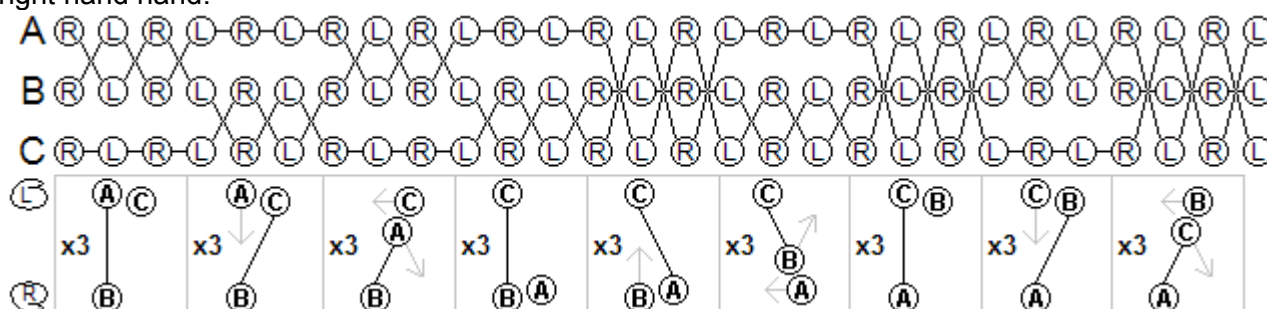 right hand hand.
A R L R L R L R L R L R L R L R L R L R L R L R L R L R L
B R L R L R L R L R L R L R L R L R L R L R L R L R L R L
C R L R L R L R L R L R L R L R L R L R L R L R L R L R L
L A C A C C C C C C B C B B
A C
x3 x3 x3 x3 x3 x3 x3 x3 x3
B
R B B B B A B A A A A A